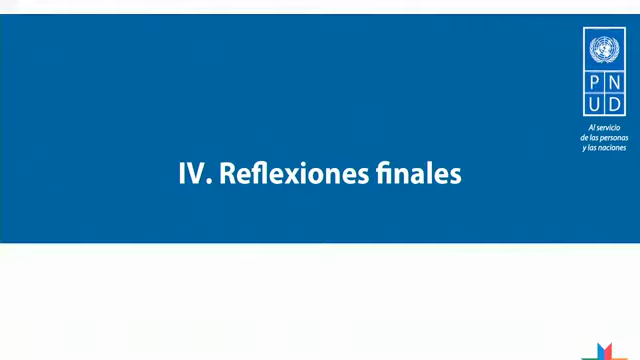 P N
U D
Al servicio
de las personas
y las naciones
IV. Reflexiones finales